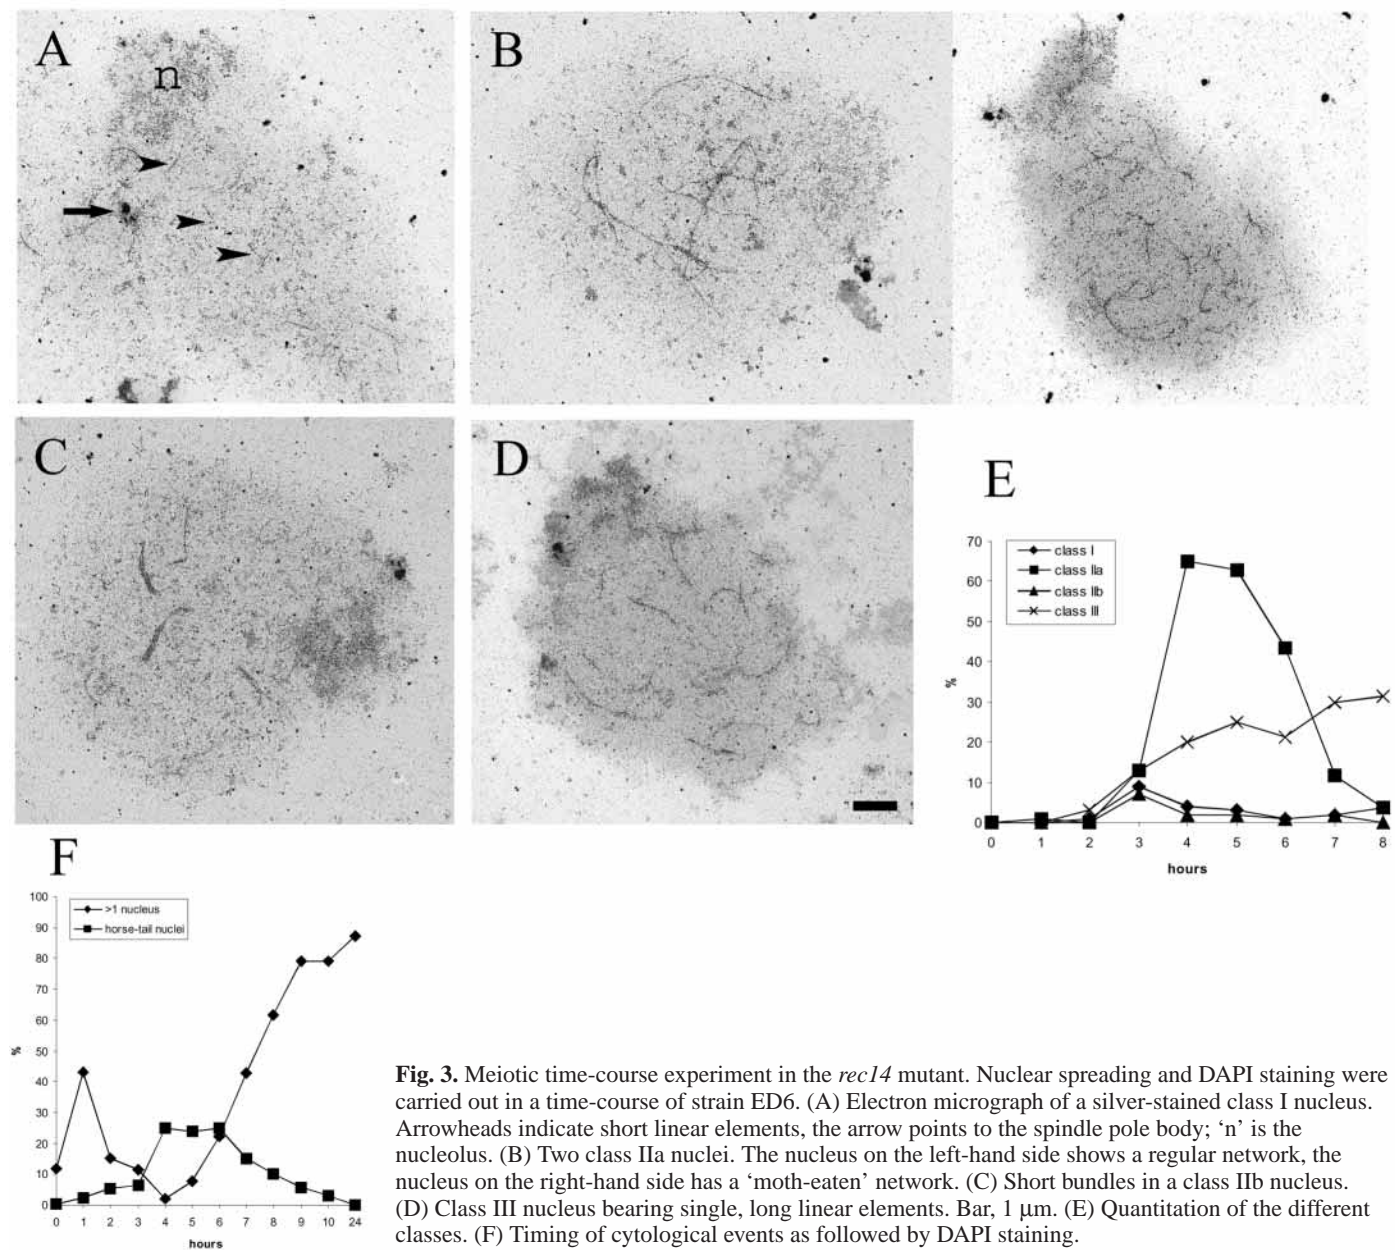 A
n
B
C
D
E
70
60
50
40
30
20
10
0
%
class I
class IIa
class IIb
class III
0 1 2 3 4 5 6 7 8
hours
F
100
90
80
70
60
50
40
30
20
10
0
%
>1 nucleus
horse-tail nuclei
0 1 2 3 4 5 6 7 8 9 10 24
hours
Fig. 3. Meiotic time-course experiment in the rec14 mutant. Nuclear spreading and DAPI staining were
carried out in a time-course of strain ED6. (A) Electron micrograph of a silver-stained class I nucleus.
Arrowheads indicate short linear elements, the arrow points to the spindle pole body; ‘n’ is the
nucleolus. (B) Two class IIa nuclei. The nucleus on the left-hand side shows a regular network, the
nucleus on the right-hand side has a ‘moth-eaten’ network. (C) Short bundles in a class IIb nucleus.
(D) Class III nucleus bearing single, long linear elements. Bar, 1 μm. (E) Quantitation of the different
classes. (F) Timing of cytological events as followed by DAPI staining.